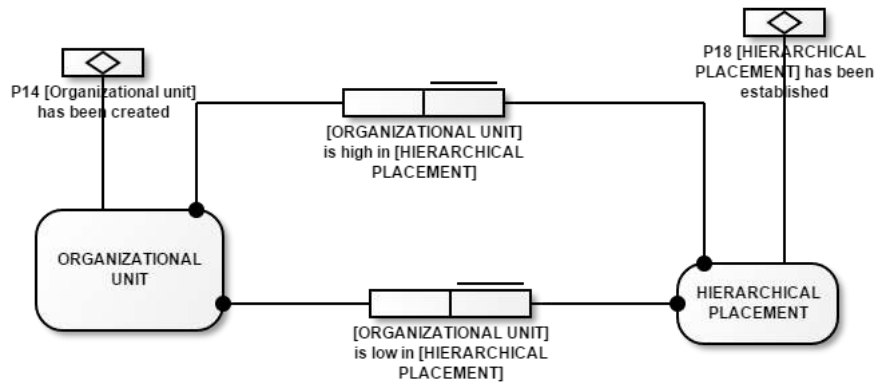 P18 [HIERARCHICAL
PLACEMENT] has been
established
P14 [Organizational unit]
has been created
[ORGANIZATIONAL UNIT]
is high in [HIERARCHICAL
PLACEMENT]
ORGANIZATIONAL
UNIT
HIERARCHICAL
PLACEMENT
[ORGANIZATIONAL UNIT]
is low in [HIERARCHICAL
PLACEMENT]